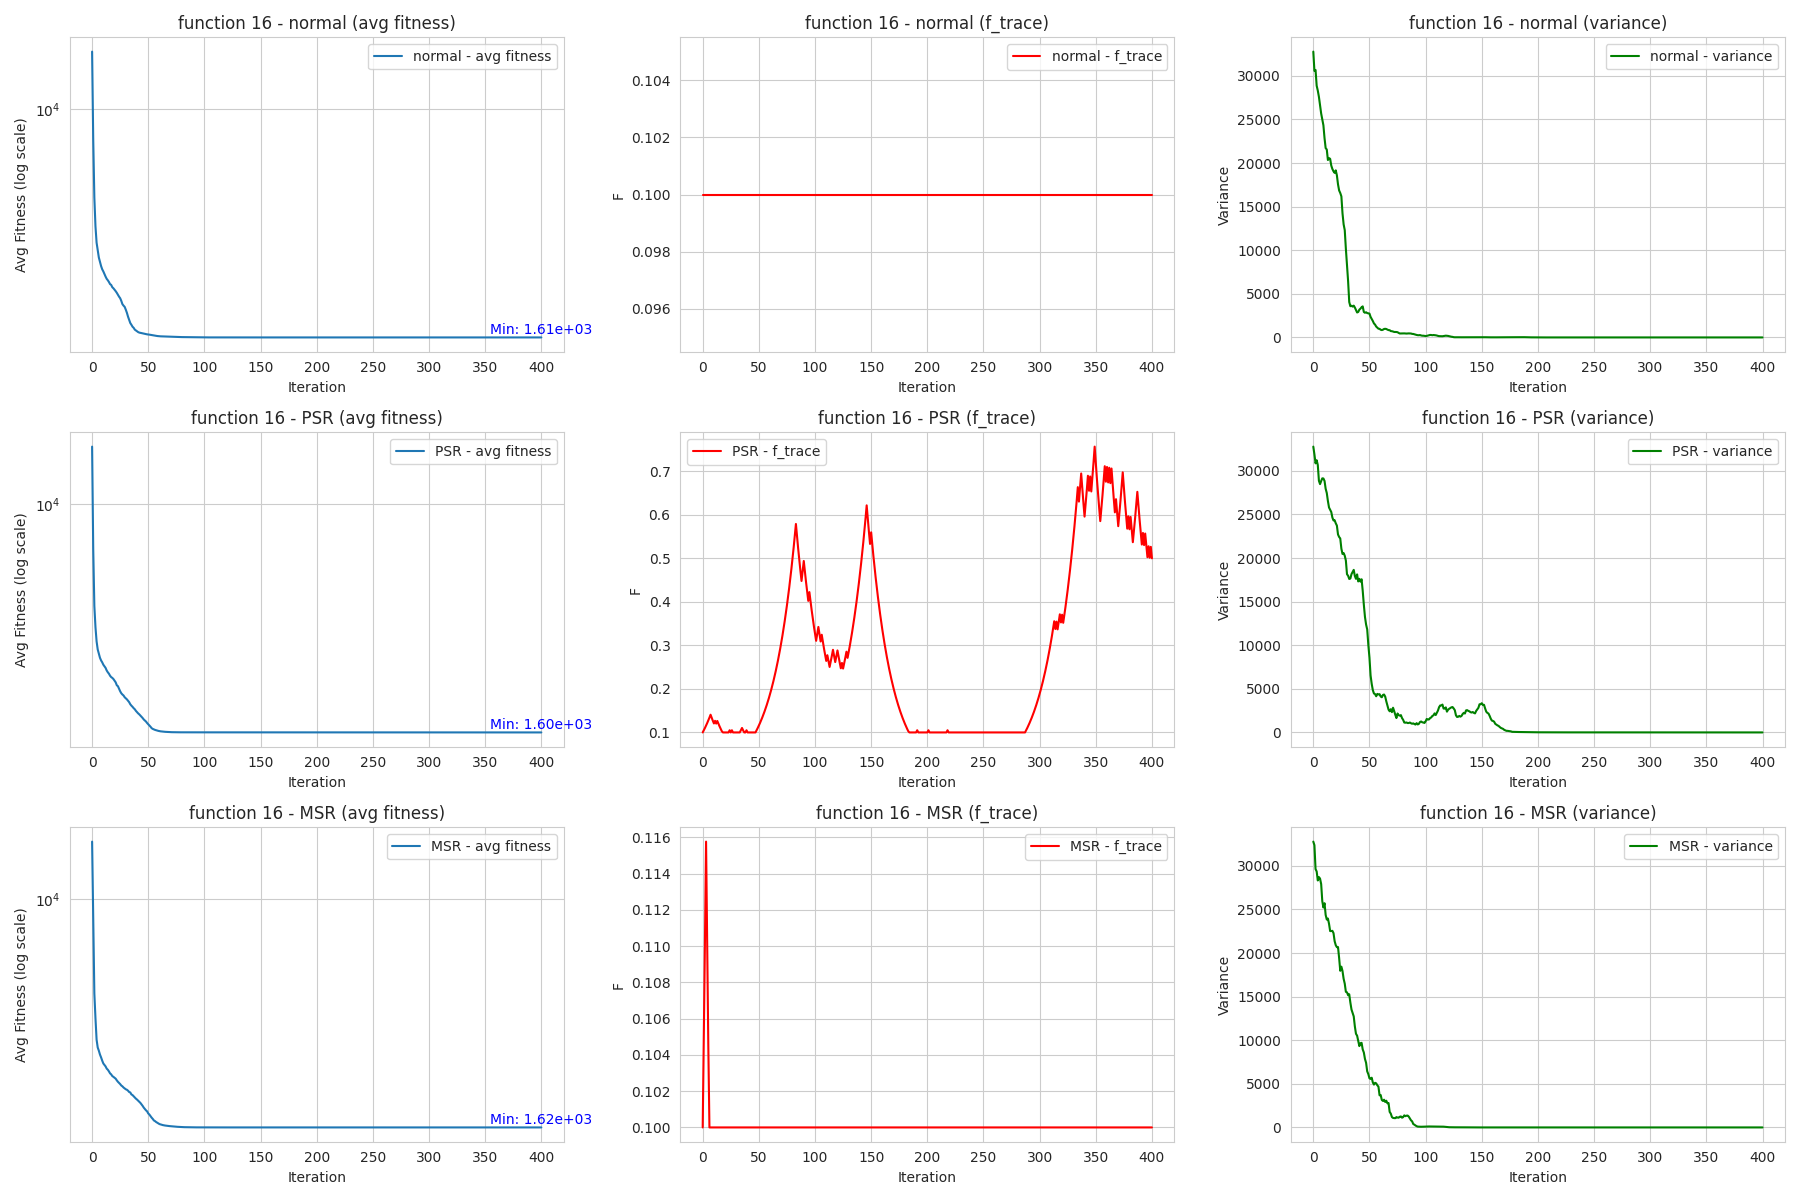 function 16 - normal (avg fitness)
normal - avg fitness
10^4
Avg Fitness (log scale)
Min: 1.61e+03
0 50 100 150 200 250 300 350 400
Iteration
function 16 - normal (f_trace)
normal - f_trace
0.104
0.102
0.100
0.098
0.096
F
0 50 100 150 200 250 300 350 400
Iteration
function 16 - normal (variance)
normal - variance
30000
25000
20000
15000
10000
5000
0
Variance
0 50 100 150 200 250 300 350 400
Iteration
function 16 - PSR (avg fitness)
PSR - avg fitness
10^4
Avg Fitness (log scale)
Min: 1.60e+03
0 50 100 150 200 250 300 350 400
Iteration
function 16 - PSR (f_trace)
PSR - f_trace
0.7
0.6
0.5
0.4
0.3
0.2
0.1
F
0 50 100 150 200 250 300 350 400
Iteration
function 16 - PSR (variance)
PSR - variance
30000
25000
20000
15000
10000
5000
0
Variance
0 50 100 150 200 250 300 350 400
Iteration
function 16 - MSR (avg fitness)
MSR - avg fitness
10^4
Avg Fitness (log scale)
Min: 1.62e+03
0 50 100 150 200 250 300 350 400
Iteration
function 16 - MSR (f_trace)
MSR - f_trace
0.116
0.114
0.112
0.110
0.108
0.106
0.104
0.102
0.100
F
0 50 100 150 200 250 300 350 400
Iteration
function 16 - MSR (variance)
MSR - variance
30000
25000
20000
15000
10000
5000
0
Variance
0 50 100 150 200 250 300 350 400
Iteration